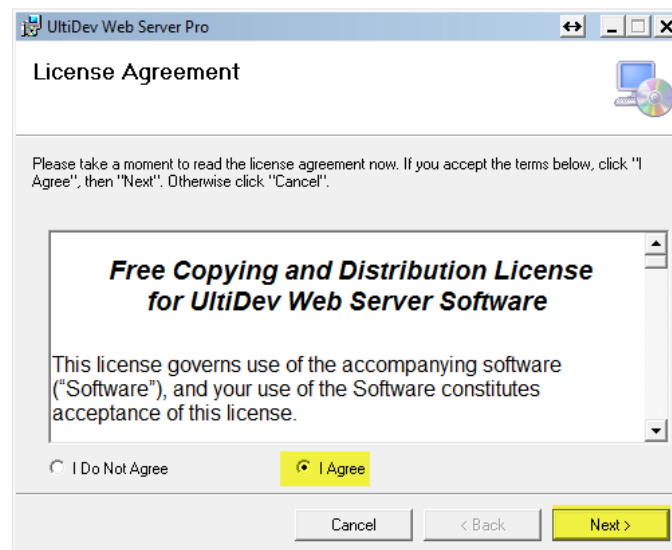 UltiDev Web Server Pro
License Agreement
Please take a moment to read the license agreement now. If you accept the terms below, click "I
Agree", then "Next". Otherwise click "Cancel".
Free Copying and Distribution License
for UltiDev Web Server Software
This license governs use of the accompanying software
(“Software”), and your use of the Software constitutes
acceptance of this license.
I Do Not Agree
I Agree
Cancel
< Back
Next >